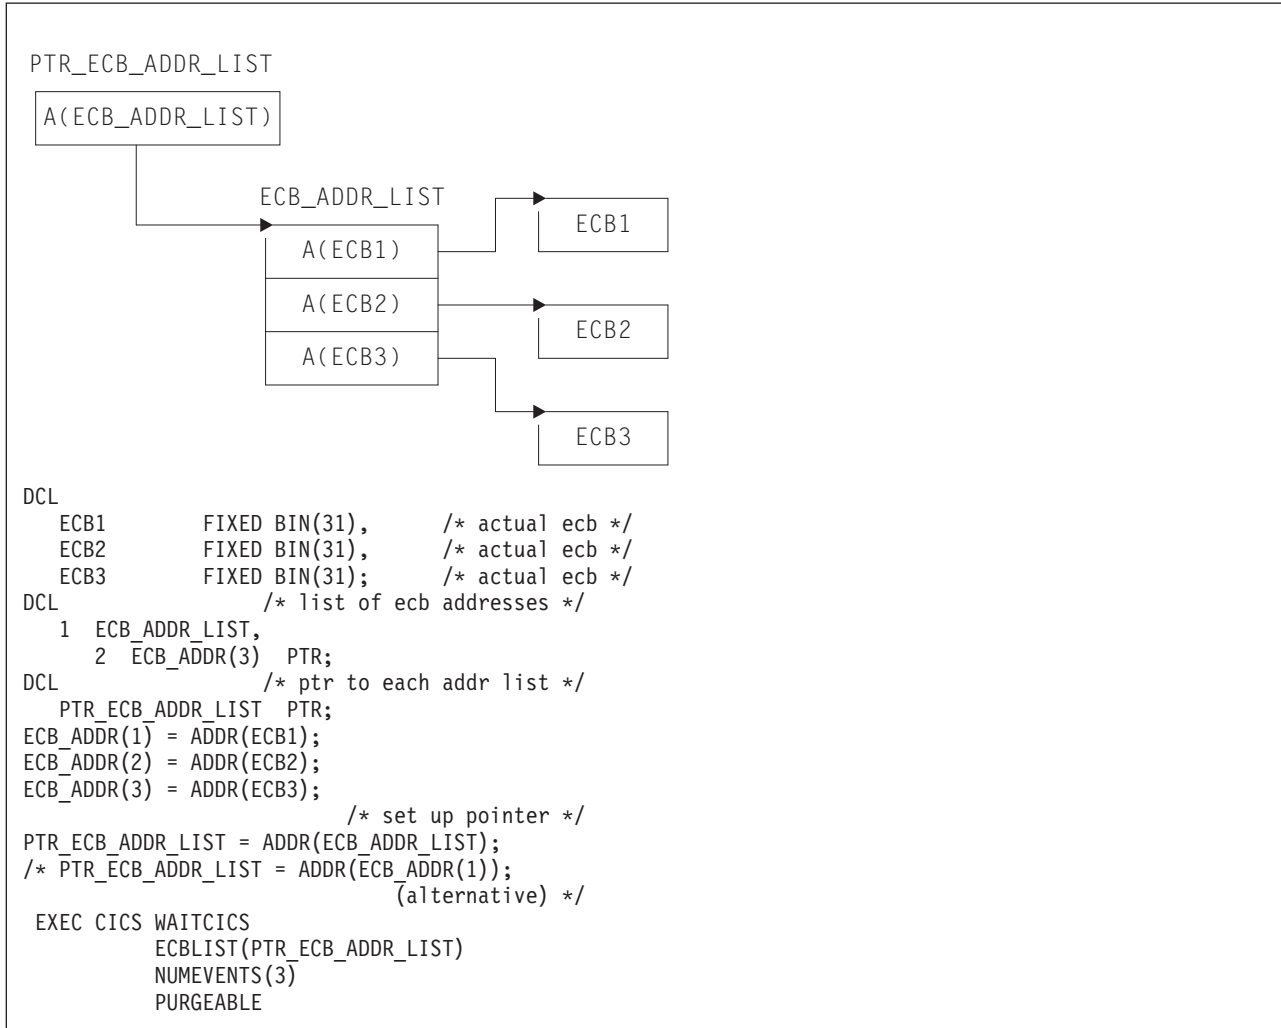 PTR_ECB_ADDR_LIST
A(ECB_ADDR_LIST)
ECB_ADDR_LIST
ECB1
A(ECB1)
A(ECB2)
ECB2
A(ECB3)
ECB3
DCL
   ECB1        FIXED BIN(31),      /* actual ecb */
   ECB2        FIXED BIN(31),      /* actual ecb */
   ECB3        FIXED BIN(31);      /* actual ecb */
DCL                 /* list of ecb addresses */
   1  ECB_ADDR_LIST,
      2  ECB_ADDR(3)  PTR;
DCL                 /* ptr to each addr list */
   PTR_ECB_ADDR_LIST  PTR;
ECB_ADDR(1) = ADDR(ECB1);
ECB_ADDR(2) = ADDR(ECB2);
ECB_ADDR(3) = ADDR(ECB3);
                           /* set up pointer */
PTR_ECB_ADDR_LIST = ADDR(ECB_ADDR_LIST);
/* PTR_ECB_ADDR_LIST = ADDR(ECB_ADDR(1));
                               (alternative) */
 EXEC CICS WAITCICS
           ECBLIST(PTR_ECB_ADDR_LIST)
           NUMEVENTS(3)
           PURGEABLE